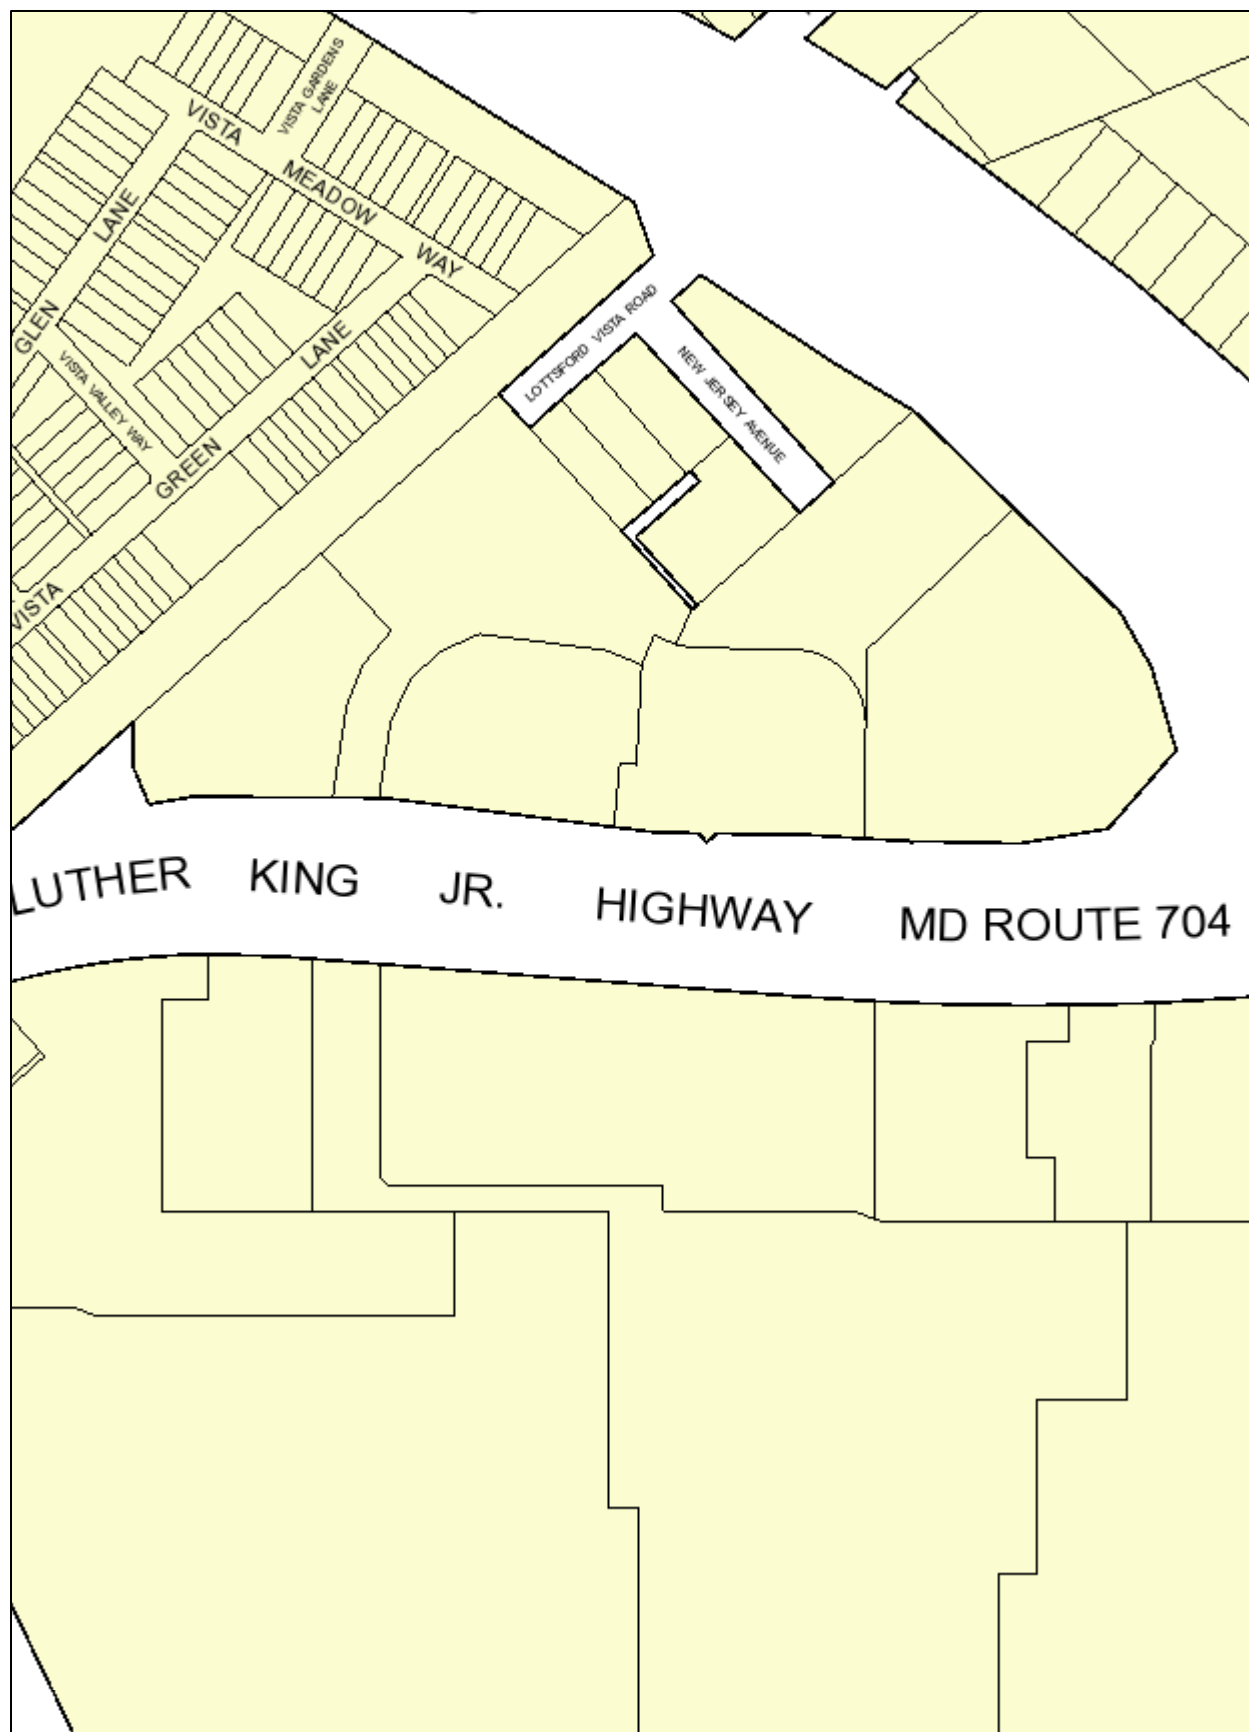 VISTA GARDENS
LANE
VISTA MEADOW WAY
GLEN LANE
LOTTSFORD VISTA ROAD
NEW JERSEY AVENUE
VISTA VALLEY WAY
VISTA GREEN LANE
LUTHER KING JR. HIGHWAY MD ROUTE 704